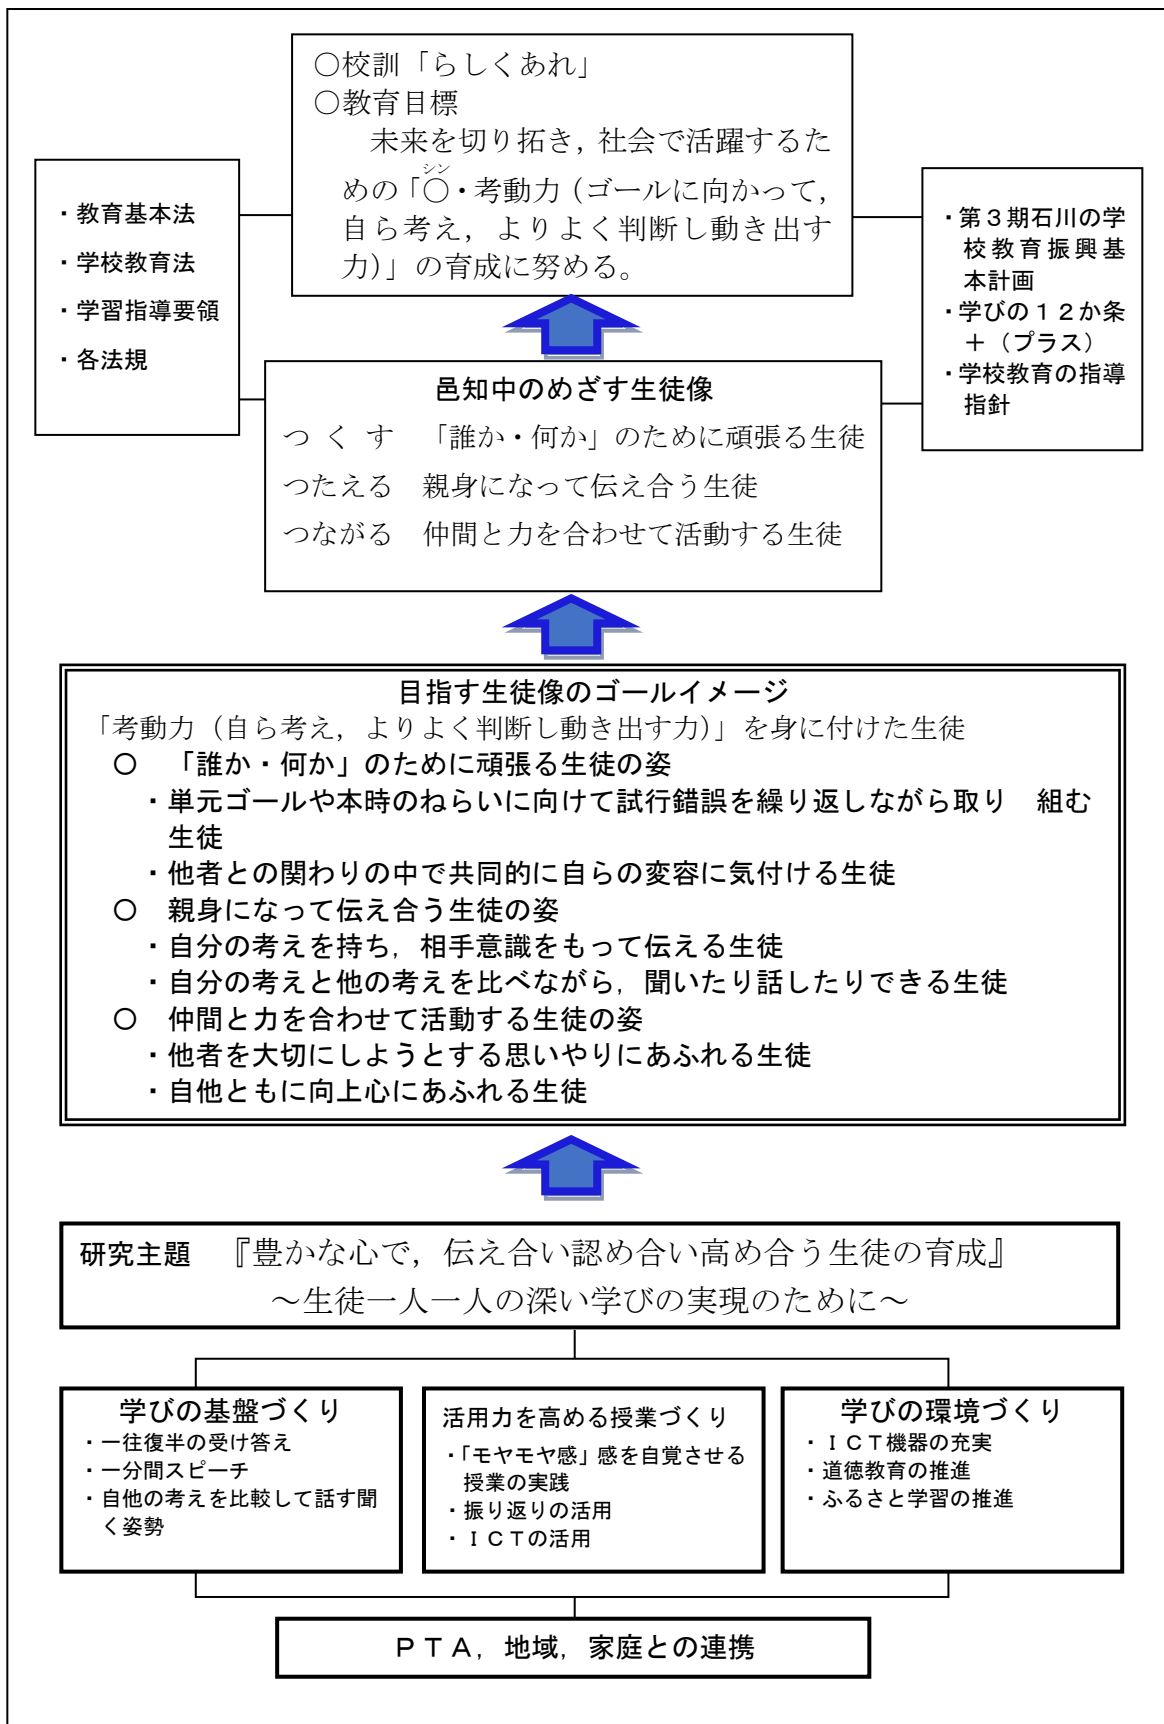 ○校訓「らしくあれ」
○教育目標
未来を切り拓き，社会で活躍するた
シン
めの「○・考動力（ゴールに向かって，
自ら考え，よりよく判断し動き出す
力）」の育成に努める。
・教育基本法
・学校教育法
・学習指導要領
・各法規
・第３期石川の学
校教育振興基
本計画
・学びの１２か条
＋（プラス）
・学校教育の指導
指針
邑知中のめざす生徒像
つ く す　「誰か・何か」のために頑張る生徒
つたえる　親身になって伝え合う生徒
つながる　仲間と力を合わせて活動する生徒
目指す生徒像のゴールイメージ
「考動力（自ら考え，よりよく判断し動き出す力）」を身に付けた生徒
○　「誰か・何か」のために頑張る生徒の姿
・単元ゴールや本時のねらいに向けて試行錯誤を繰り返しながら取り　組む
生徒
・他者との関わりの中で共同的に自らの変容に気付ける生徒
○　親身になって伝え合う生徒の姿
・自分の考えを持ち，相手意識をもって伝える生徒
・自分の考えと他の考えを比べながら，聞いたり話したりできる生徒
○　仲間と力を合わせて活動する生徒の姿
・他者を大切にしようとする思いやりにあふれる生徒
・自他ともに向上心にあふれる生徒
研究主題　『豊かな心で，伝え合い認め合い高め合う生徒の育成』
～生徒一人一人の深い学びの実現のために～
学びの基盤づくり
・一往復半の受け答え
・一分間スピーチ
・自他の考えを比較して話す聞
く姿勢
活用力を高める授業づくり
・「モヤモヤ感」感を自覚させる
授業の実践
・振り返りの活用
・ＩＣＴの活用
学びの環境づくり
・ＩＣＴ機器の充実
・道徳教育の推進
・ふるさと学習の推進
ＰＴＡ，地域，家庭との連携